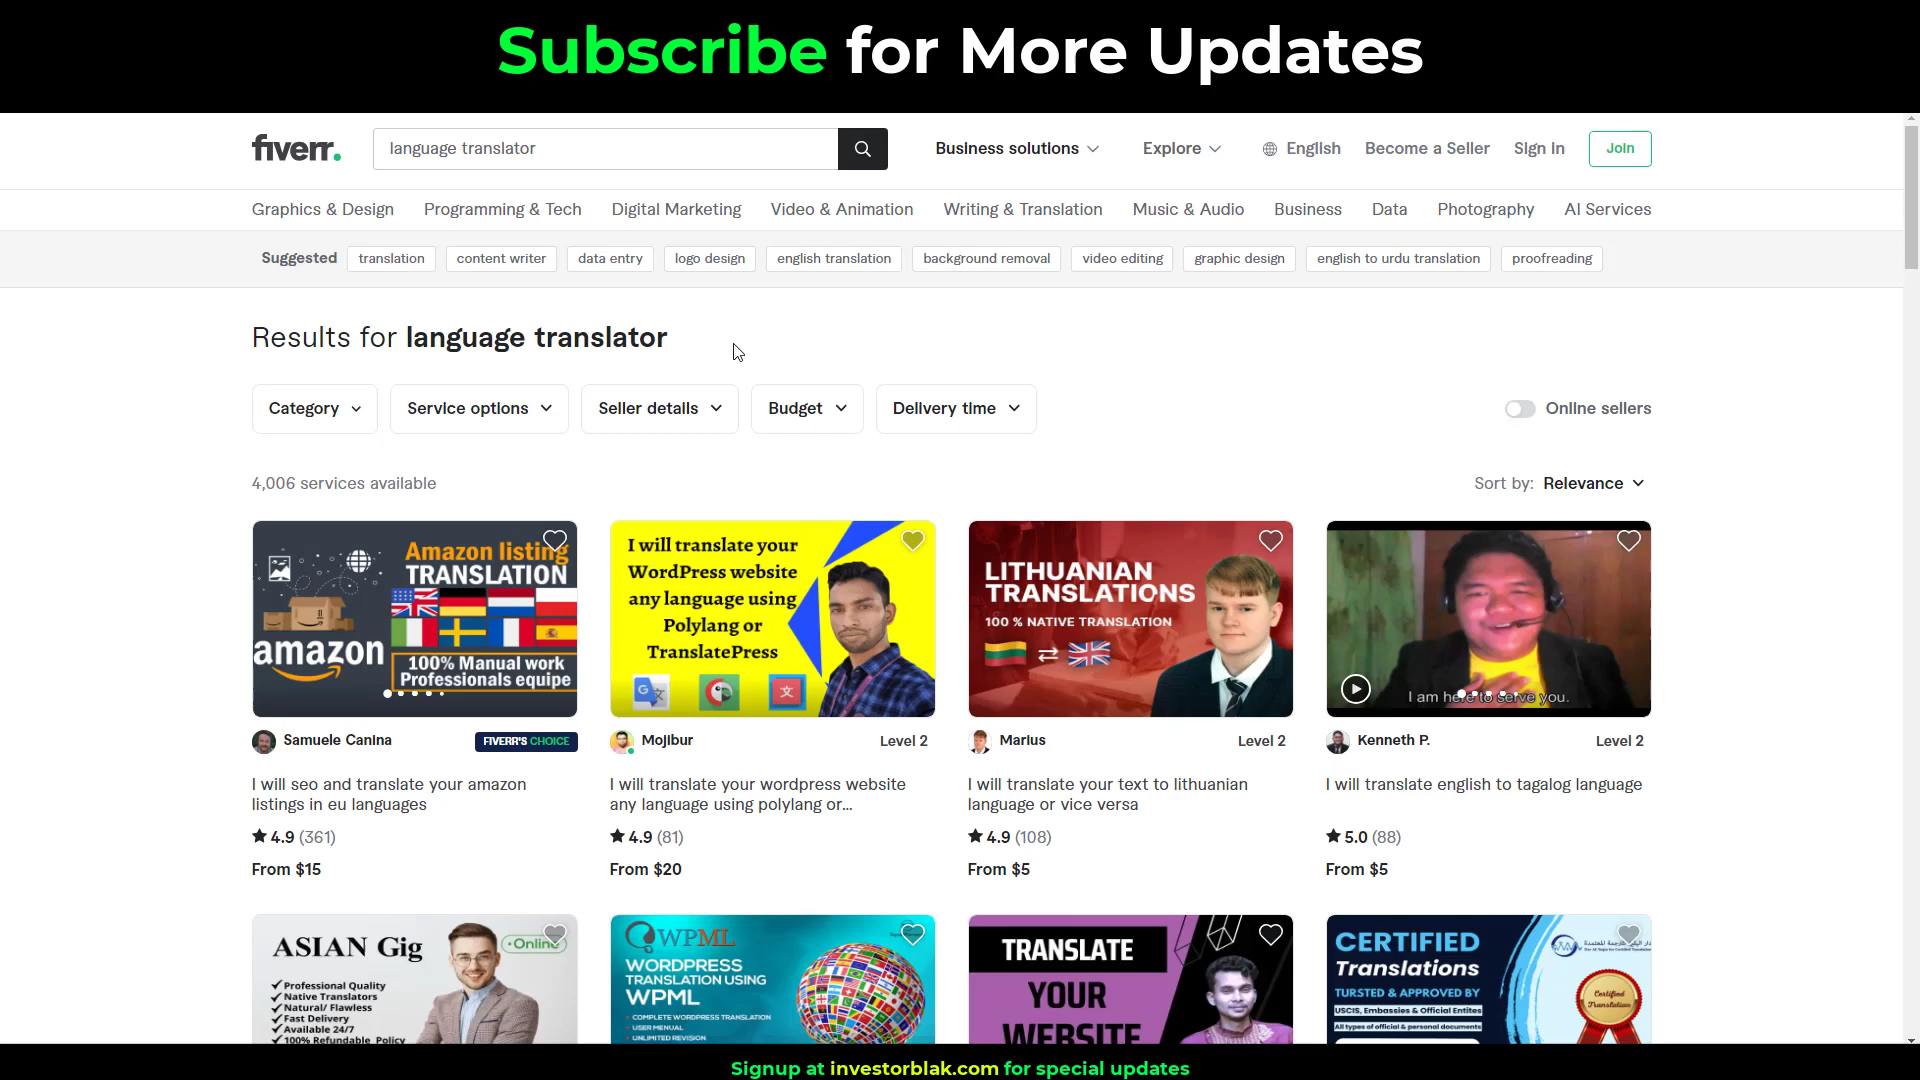 Subscribe for More Updates
fiverr.
language translator
Business solutions
Explore
English
Become a Seller
Sign in
Join
Graphics & Design
Programming & Tech
Digital Marketing
Video & Animation
Writing & Translation
Music & Audio
Business
Data
Photography
AI Services
Suggested
translation
content writer
data entry
logo design
english translation
background removal
video editing
graphic design
english to urdu translation
proofreading
Results for language translator
Category
Service options
Seller details
Budget
Delivery time
Online sellers
4,006 services available
Sort by: Relevance
Amazon listing
TRANSLATION
amazon
100% Manual work
Professionals equipe
Samuele Canina
FIVERR'S CHOICE
I will seo and translate your amazon
listings in eu languages
4.9 (361)
From $15
I will translate your
WordPress website
any language using
Polylang or
TranslatePress
Mojibur
Level 2
I will translate your wordpress website
any language using polylang or...
4.9 (81)
From $20
LITHUANIAN
TRANSLATIONS
100 % NATIVE TRANSLATION
Marius
Level 2
I will translate your text to lithuanian
language or vice versa
4.9 (108)
From $5
I am here to serve you.
Kenneth P.
Level 2
I will translate english to tagalog language
5.0 (88)
From $5
ASIAN Gig
Online
Professional Quality
Native Translators
Natural/ Flawless
Fast Delivery
Available 24/7
100% Refundable Policy
WPML
WORDPRESS
TRANSLATION USING
WPML
COMPLETE WORDPRESS TRANSLATION
USER MANUAL
UNLIMITED REVISION
TRANSLATE
YOUR
WEBSITE
CERTIFIED
Translations
TURSTED & APPROVED BY
USCIS, Embassies & Official Entites
All types of official & personal documents
Certified
Translation
Signup at investorblak.com for special updates